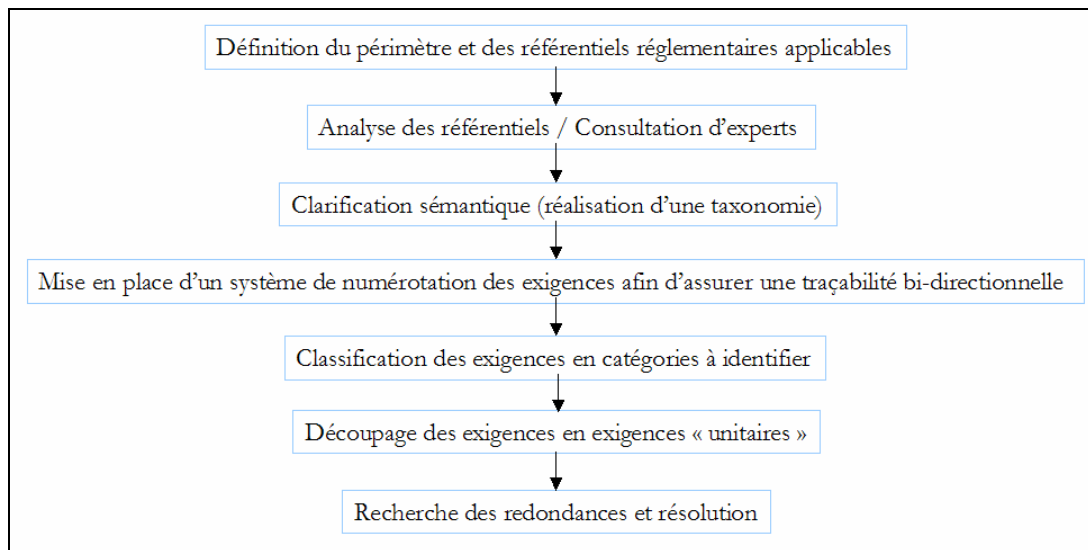 Définition du périmètre et des référentiels réglementaires applicables
Analyse des référentiels / Consultation d'experts
Clarification sémantique (réalisation d'une taxonomie)
Mise en place d'un système de numérotation des exigences afin d'assurer une traçabilité bi-directionnelle
Classification des exigences en catégories à identifier
Découpage des exigences en exigences « unitaires »
Recherche des redondances et résolution